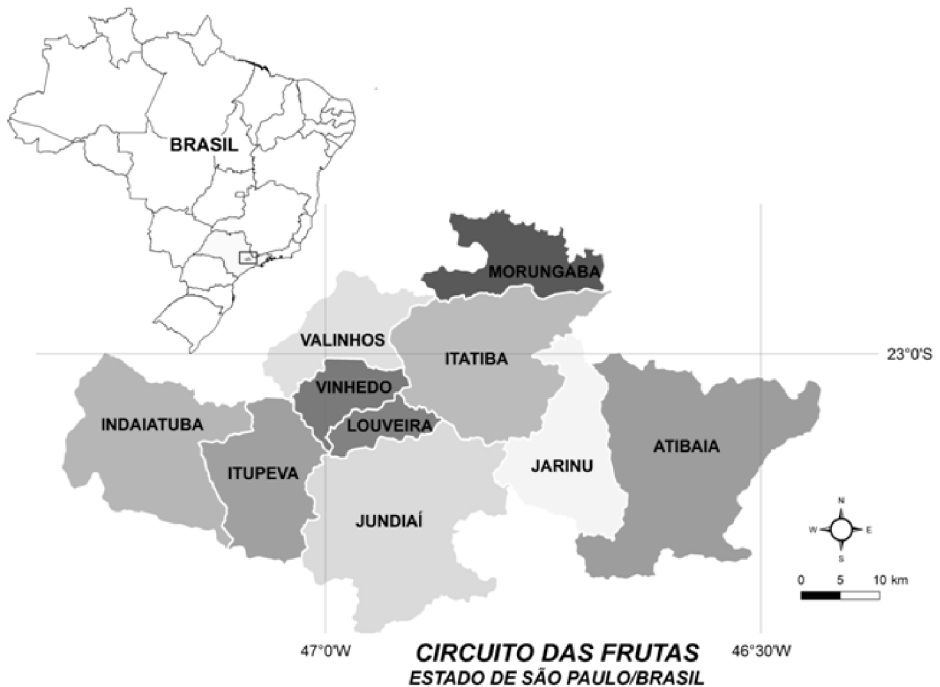 BRASIL
MORUNGABA
VALINHOS
ITATIBA
23°0'S
VINHEDO
INDAIATUBA
LOUVEIRA
ITUPEVA
JARINU
ATIBAIA
JUNDIAÍ
N
W E
S
0 5 10 km
47°0'W
46°30'W
CIRCUITO DAS FRUTAS
ESTADO DE SÃO PAULO/BRASIL